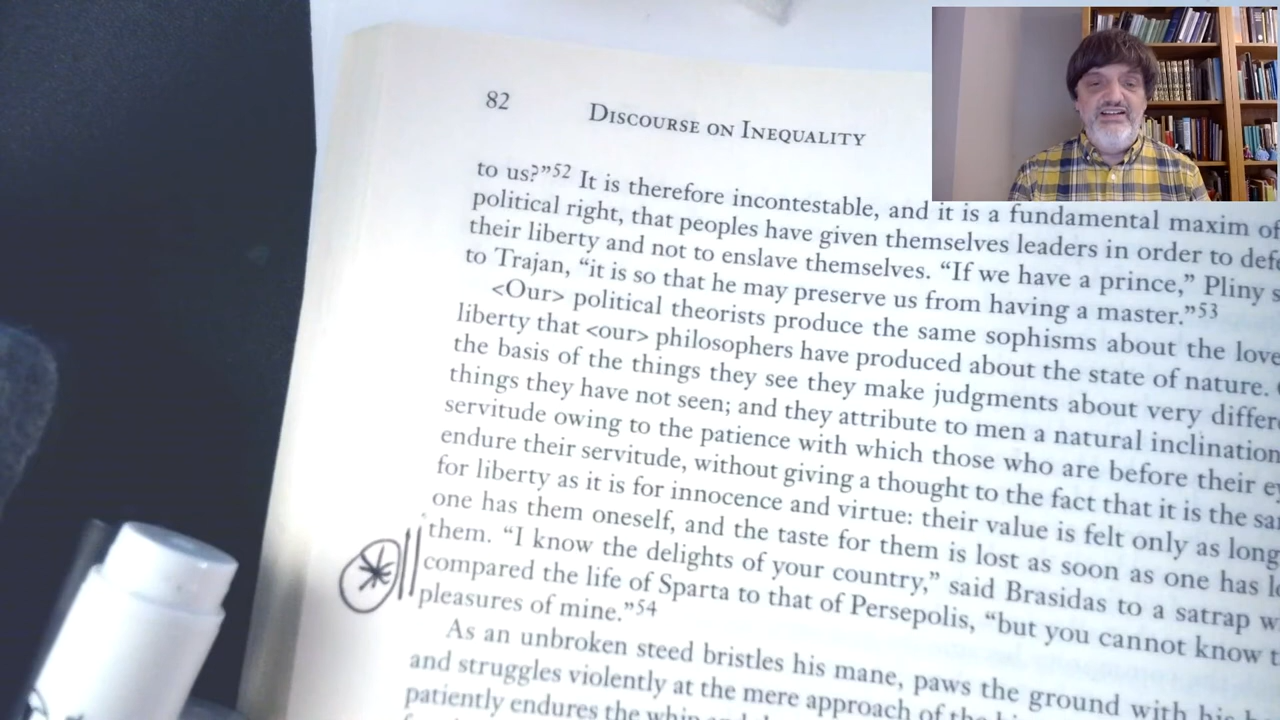 82
DISCOURSE ON INEQUALITY
to us?”52 It is therefore incontestable, and it is a fundamental maxim of
political right, that peoples have given themselves leaders in order to
their liberty and not to enslave themselves. “If we have a prince,” Pliny
to Trajan, “it is so that he may preserve us from having a master.”53
<Our> political theorists produce the same sophisms about the love
liberty that <our> philosophers have produced about the state of nature.
the basis of the things they see they make judgments about very
things they have not seen; and they attribute to men a natural inclination
servitude owing to the patience with which those who are before their
endure their servitude, without giving a thought to the fact that it is the
for liberty as it is for innocence and virtue: their value is felt only as long
one has them oneself, and the taste for them is lost as soon as one has
them. “I know the delights of your country,” said Brasidas to a satrap
compared the life of Sparta to that of Persepolis, “but you cannot know
pleasures of mine.”54
As an unbroken steed bristles his mane, paws the ground with his
and struggles violently at the mere approach of the
patiently endures the whip and